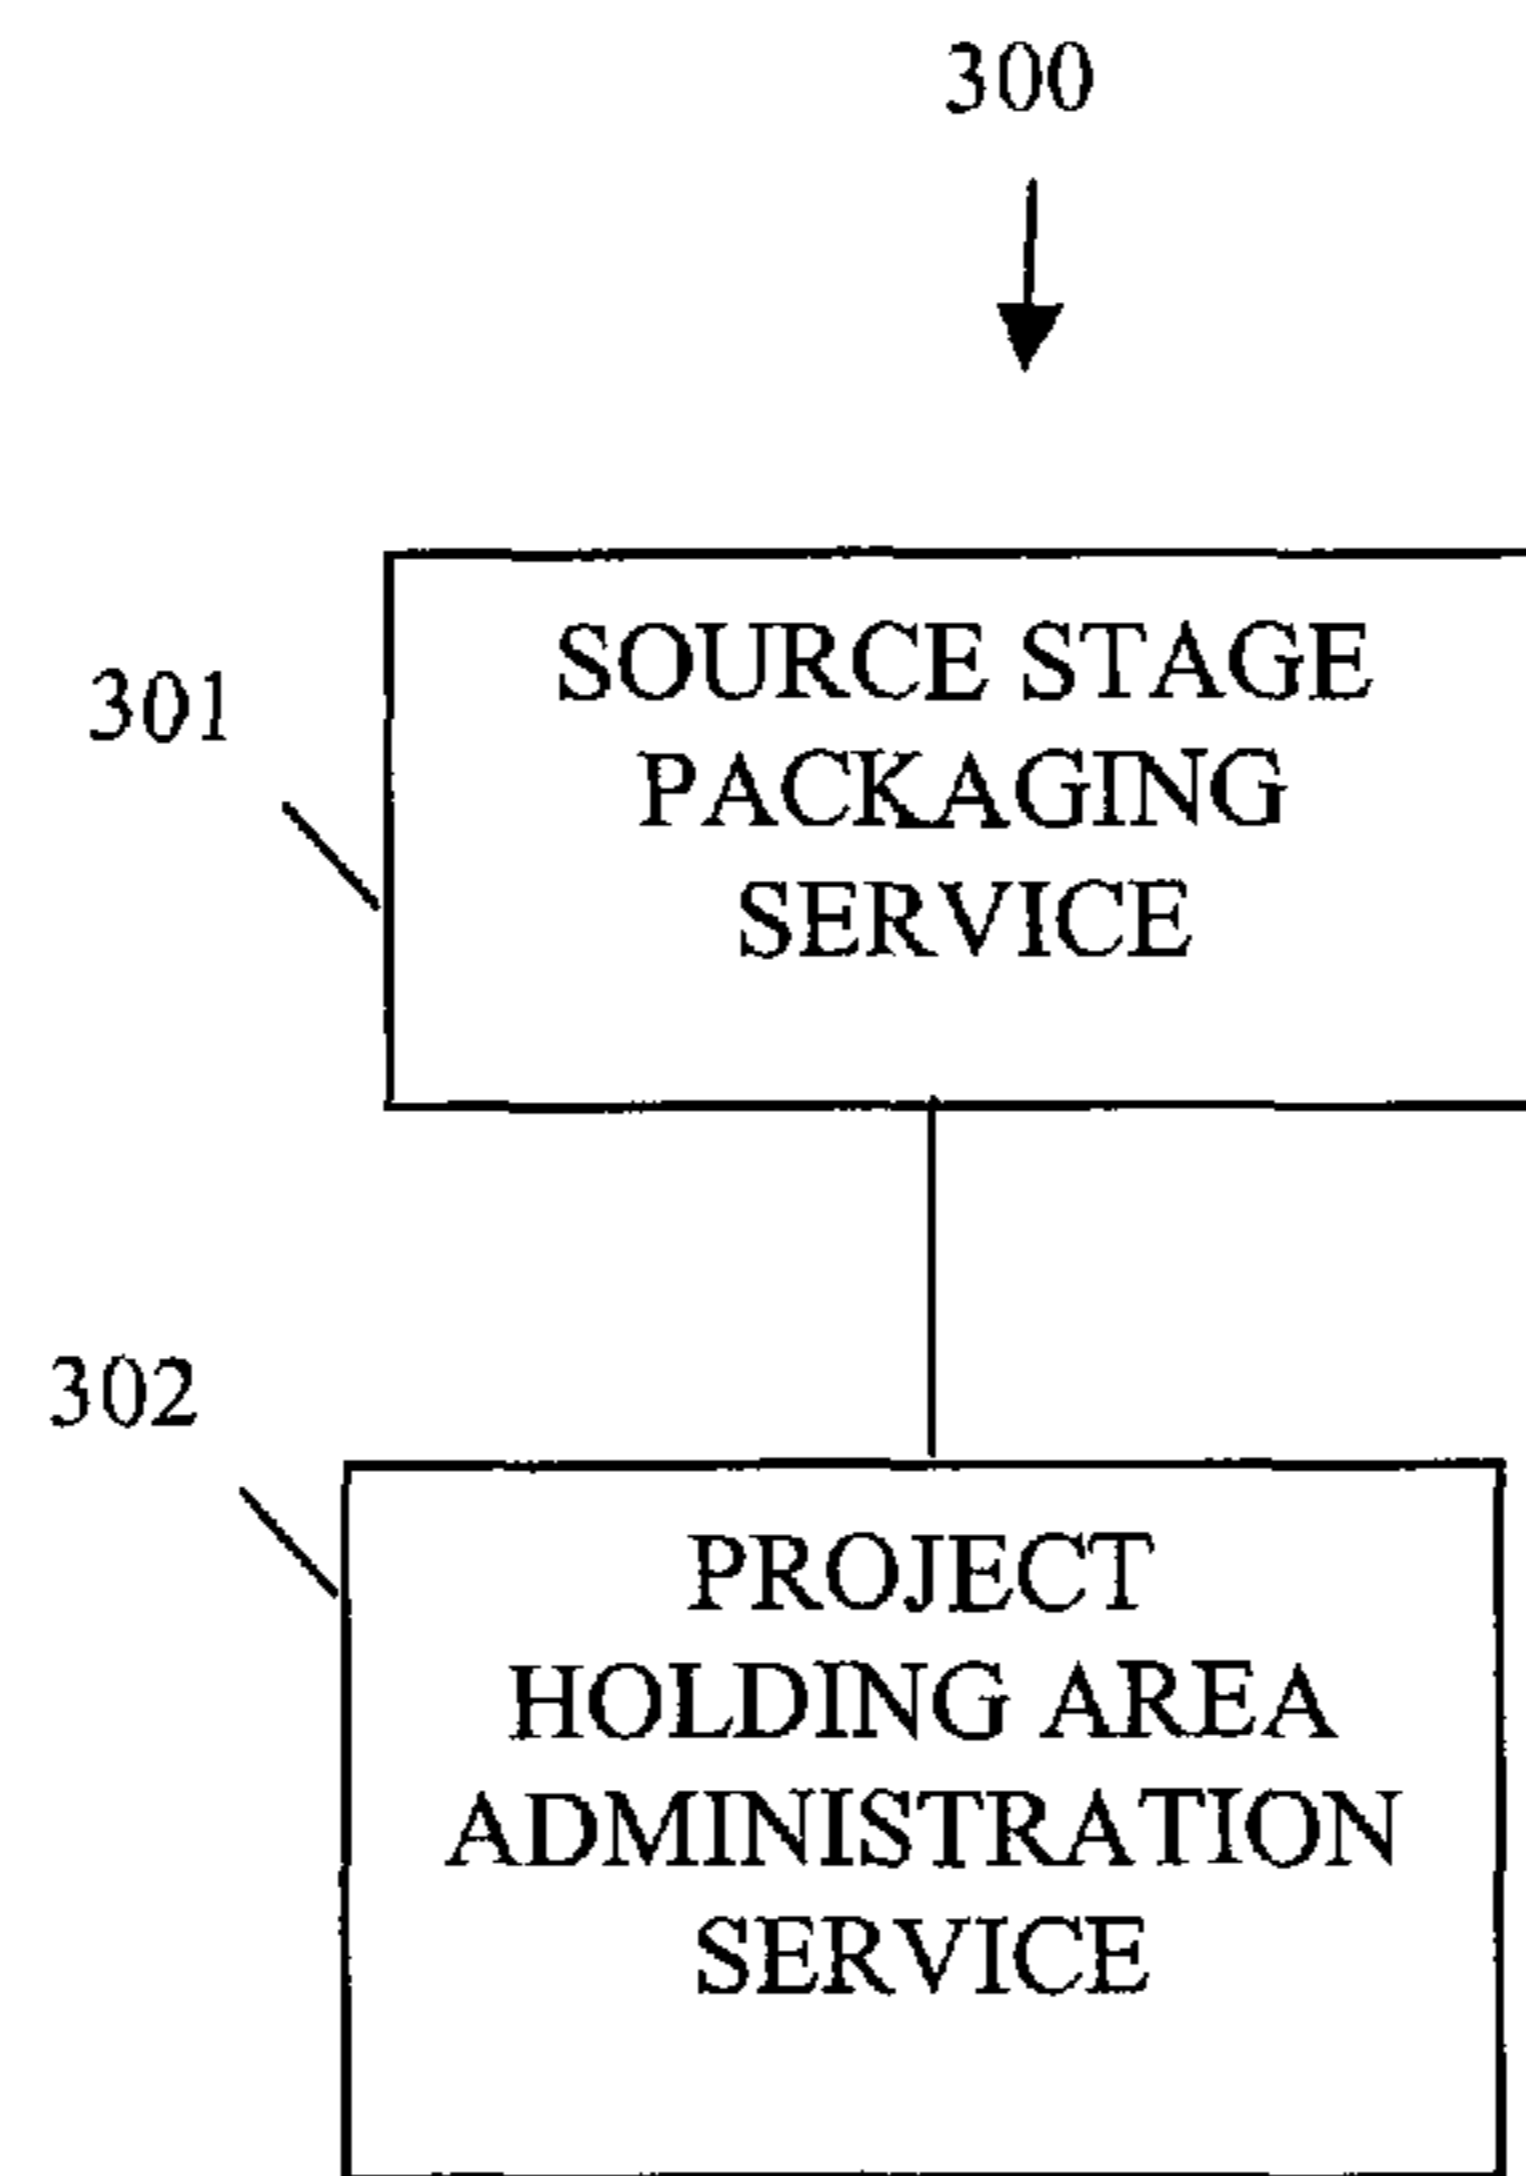 300
301
SOURCE STAGE
PACKAGING
SERVICE
302
PROJECT
HOLDING AREA
ADMINISTRATION
SERVICE